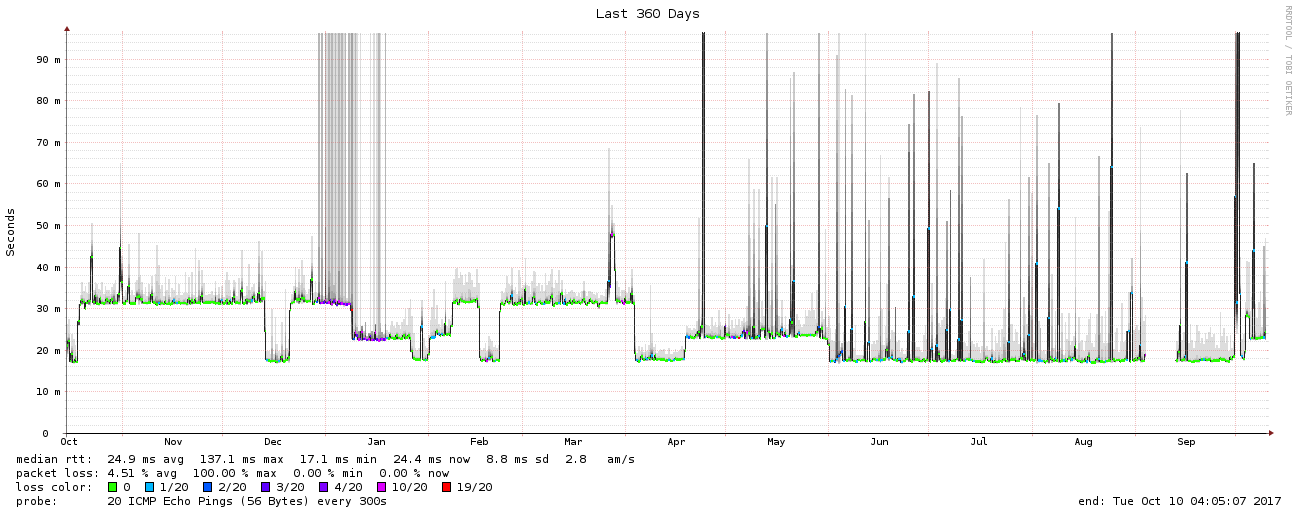 Last 360 Days
RRDTOOL / TOBI OETIKER
Seconds
90 m
80 m
70 m
60 m
50 m
40 m
30 m
20 m
10 m
0
Oct Nov Dec Jan Feb Mar Apr May Jun Jul Aug Sep
median rtt: 24.9 ms avg 137.1 ms max 17.1 ms min 24.4 ms now 8.8 ms sd 2.8 am/s
packet loss: 4.51 % avg 100.00 % max 0.00 % min 0.00 % now
loss color: 0 1/20 2/20 3/20 4/20 10/20 19/20
probe: 20 ICMP Echo Pings (56 Bytes) every 300s end: Tue Oct 10 04:05:07 2017